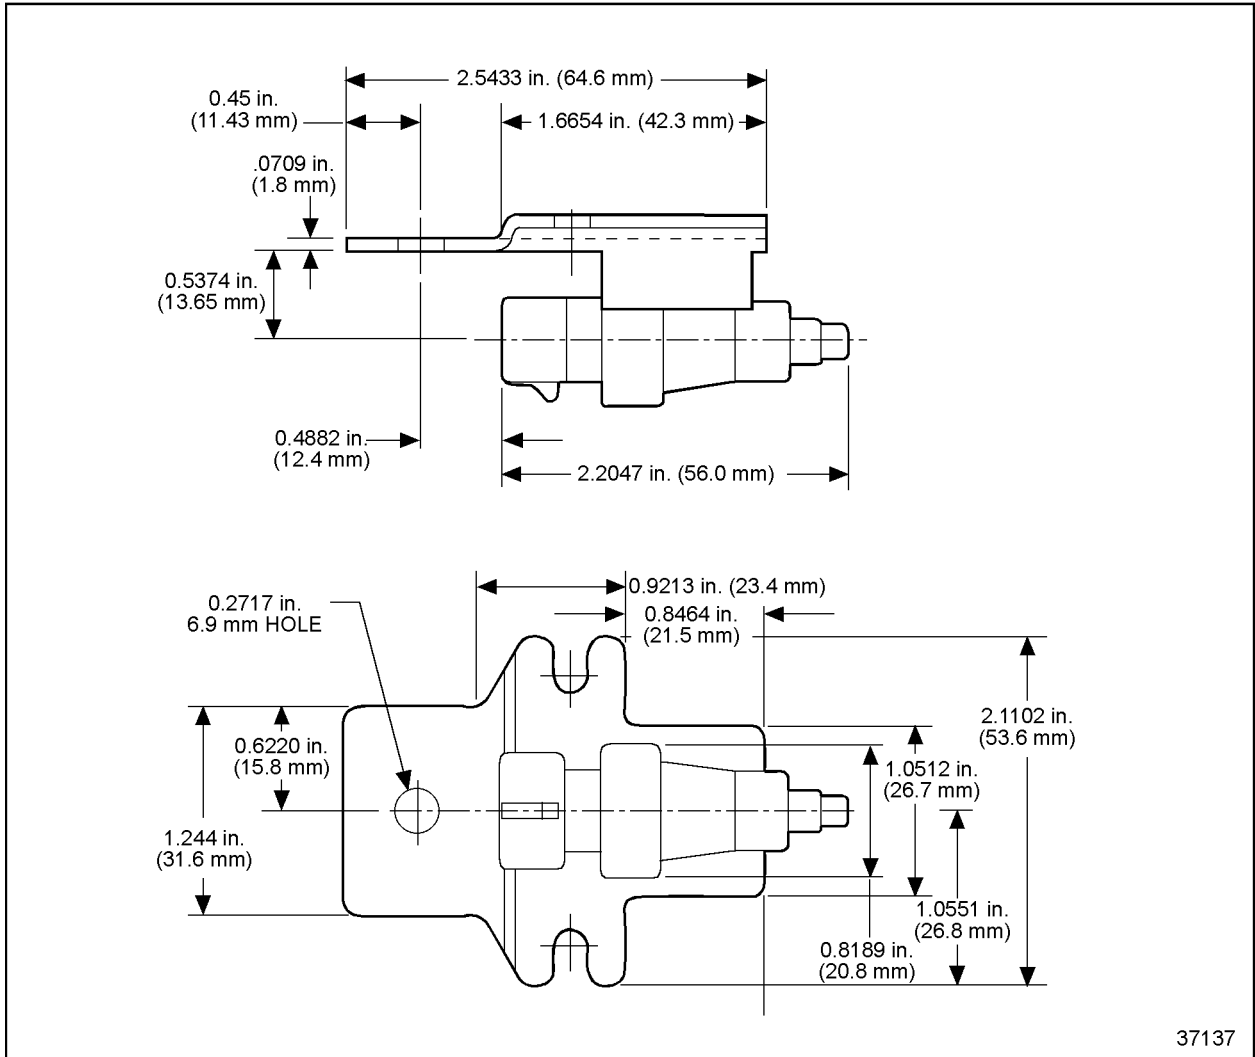 2.5433 in. (64.6 mm)
0.45 in.
(11.43 mm)
1.6654 in. (42.3 mm)
.0709 in.
(1.8 mm)
0.5374 in.
(13.65 mm)
0.4882 in.
(12.4 mm)
2.2047 in. (56.0 mm)
0.9213 in. (23.4 mm)
0.2717 in.
6.9 mm HOLE
0.8464 in.
(21.5 mm)
2.1102 in.
(53.6 mm)
0.6220 in.
(15.8 mm)
1.0512 in.
(26.7 mm)
1.244 in.
(31.6 mm)
1.0551 in.
(26.8 mm)
0.8189 in.
(20.8 mm)
37137